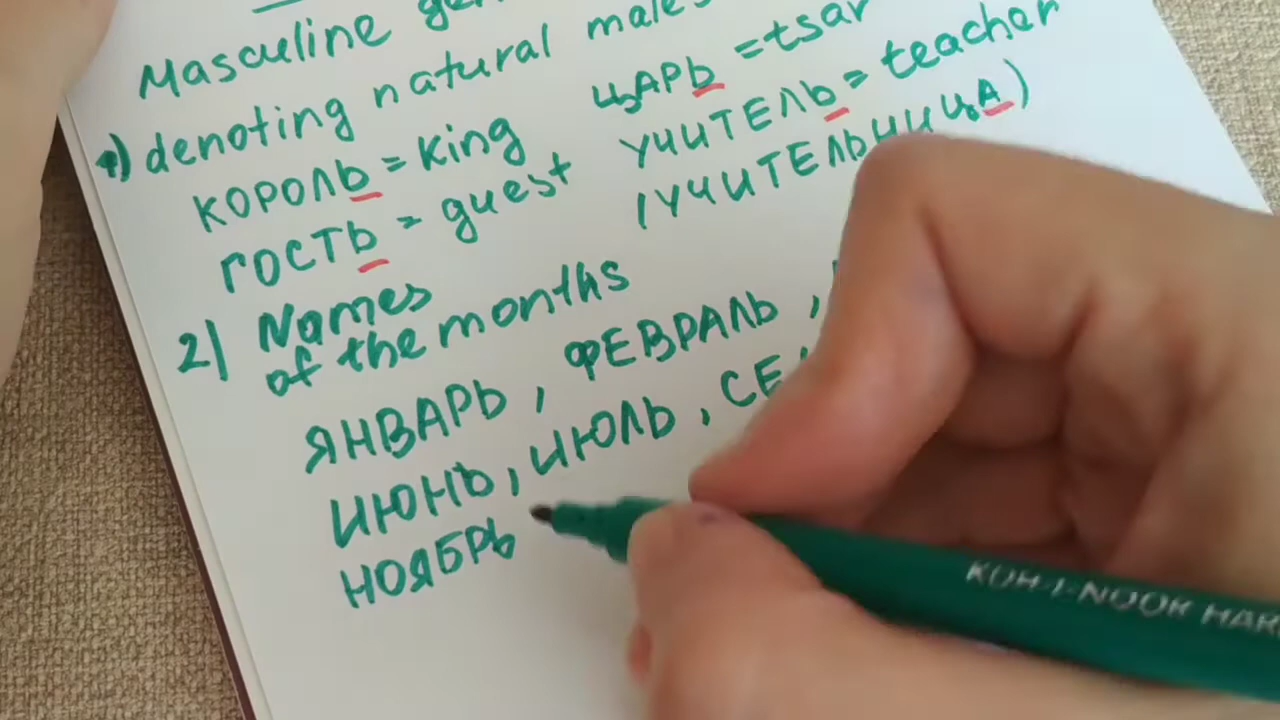 Masculine
denoting natural males
1) КОРОЛЬ = King
ГОСТЬ = guest
ЦАРЬ = tsar
УЧИТЕЛЬ = teacher
(УЧИТЕЛЬНИЦА)
2) Names
of the months
ЯНВАРЬ, ФЕВРАЛЬ,
ИЮНЬ, ИЮЛЬ,
НОЯБРЬ
KOH-I-NOOR